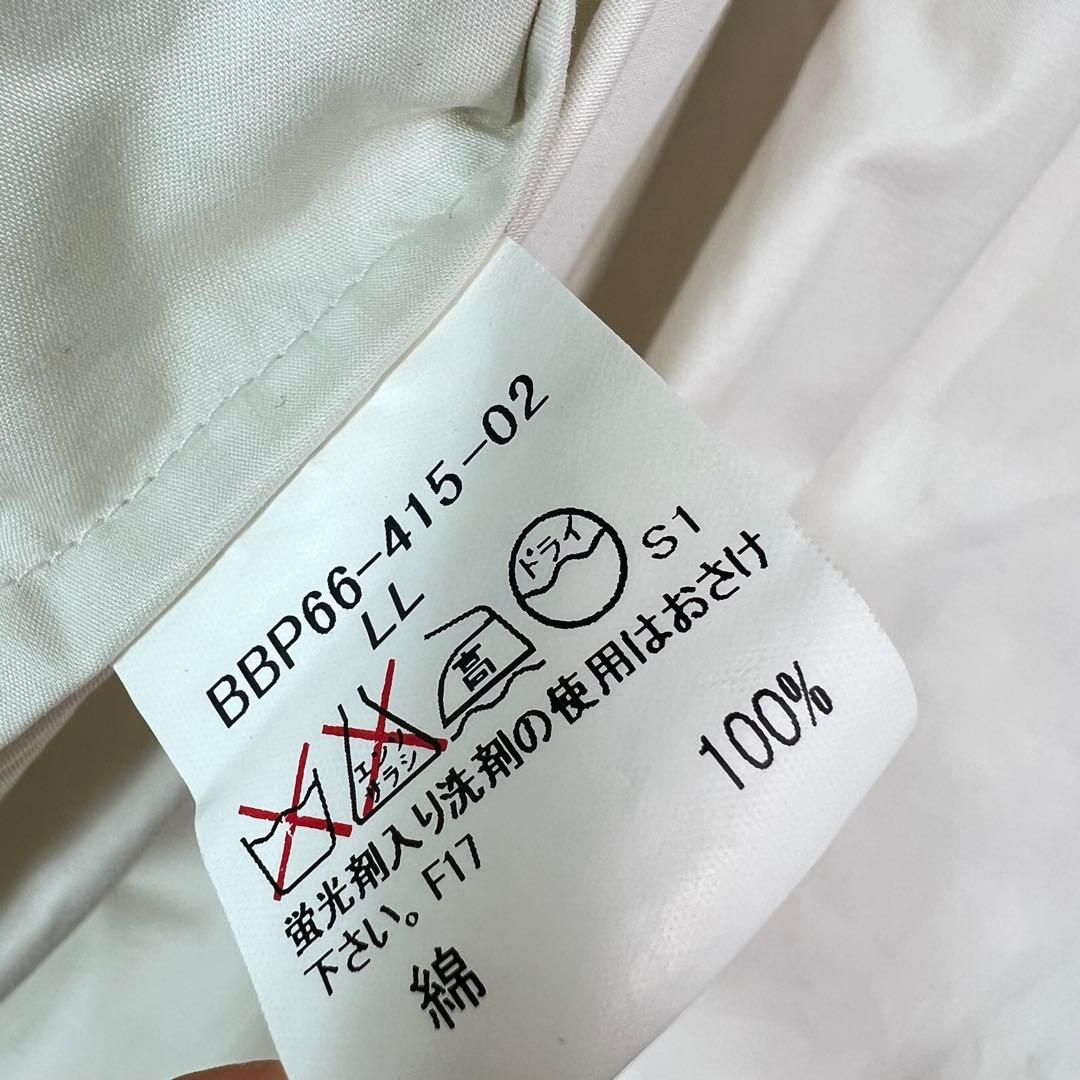 BBP66-415-02
LL
エンソ
サラシ
高
ドライ
S1
蛍光剤入り洗剤の使用はおさけ
下さい。F17
綿 100%